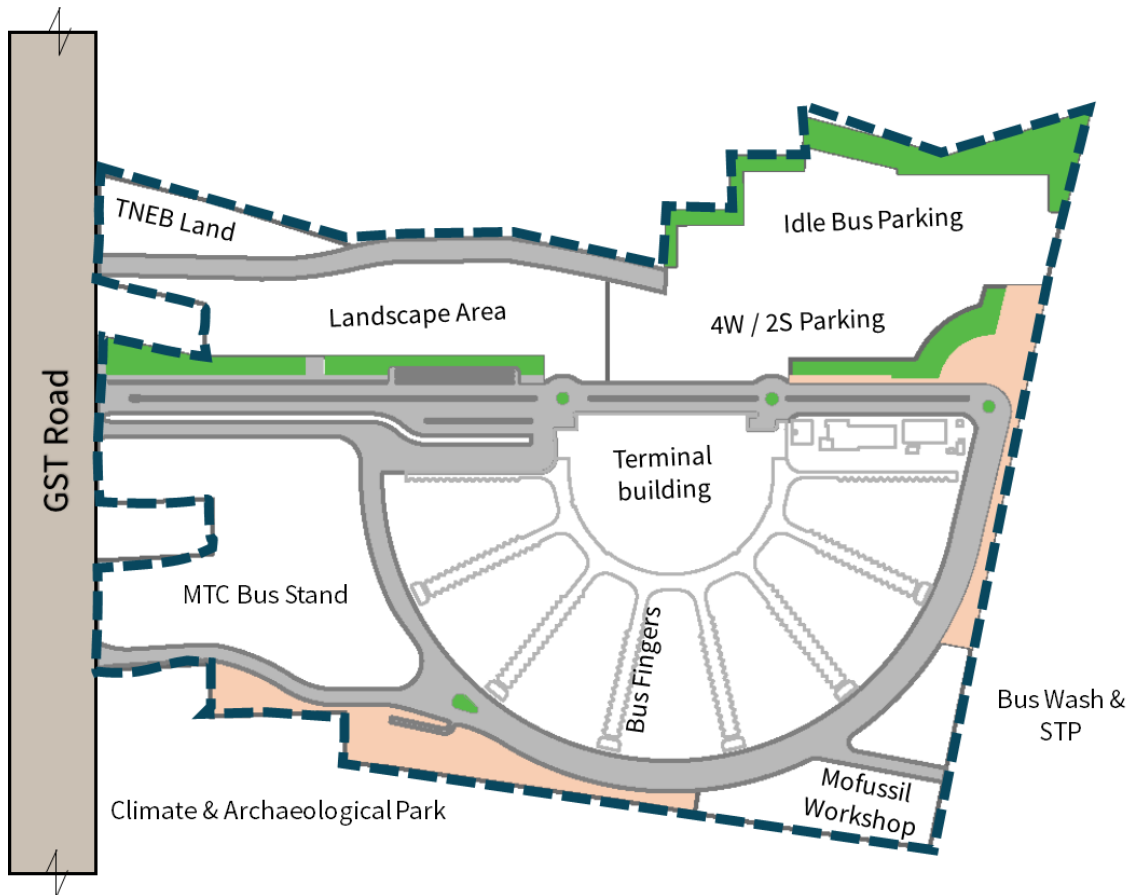 TNEB Land
Idle Bus Parking
Landscape Area
4W / 2S Parking
GST Road
Terminal
building
MTC Bus Stand
Bus Fingers
Bus Wash &
STP
Mofussil
Workshop
Climate & Archaeological Park